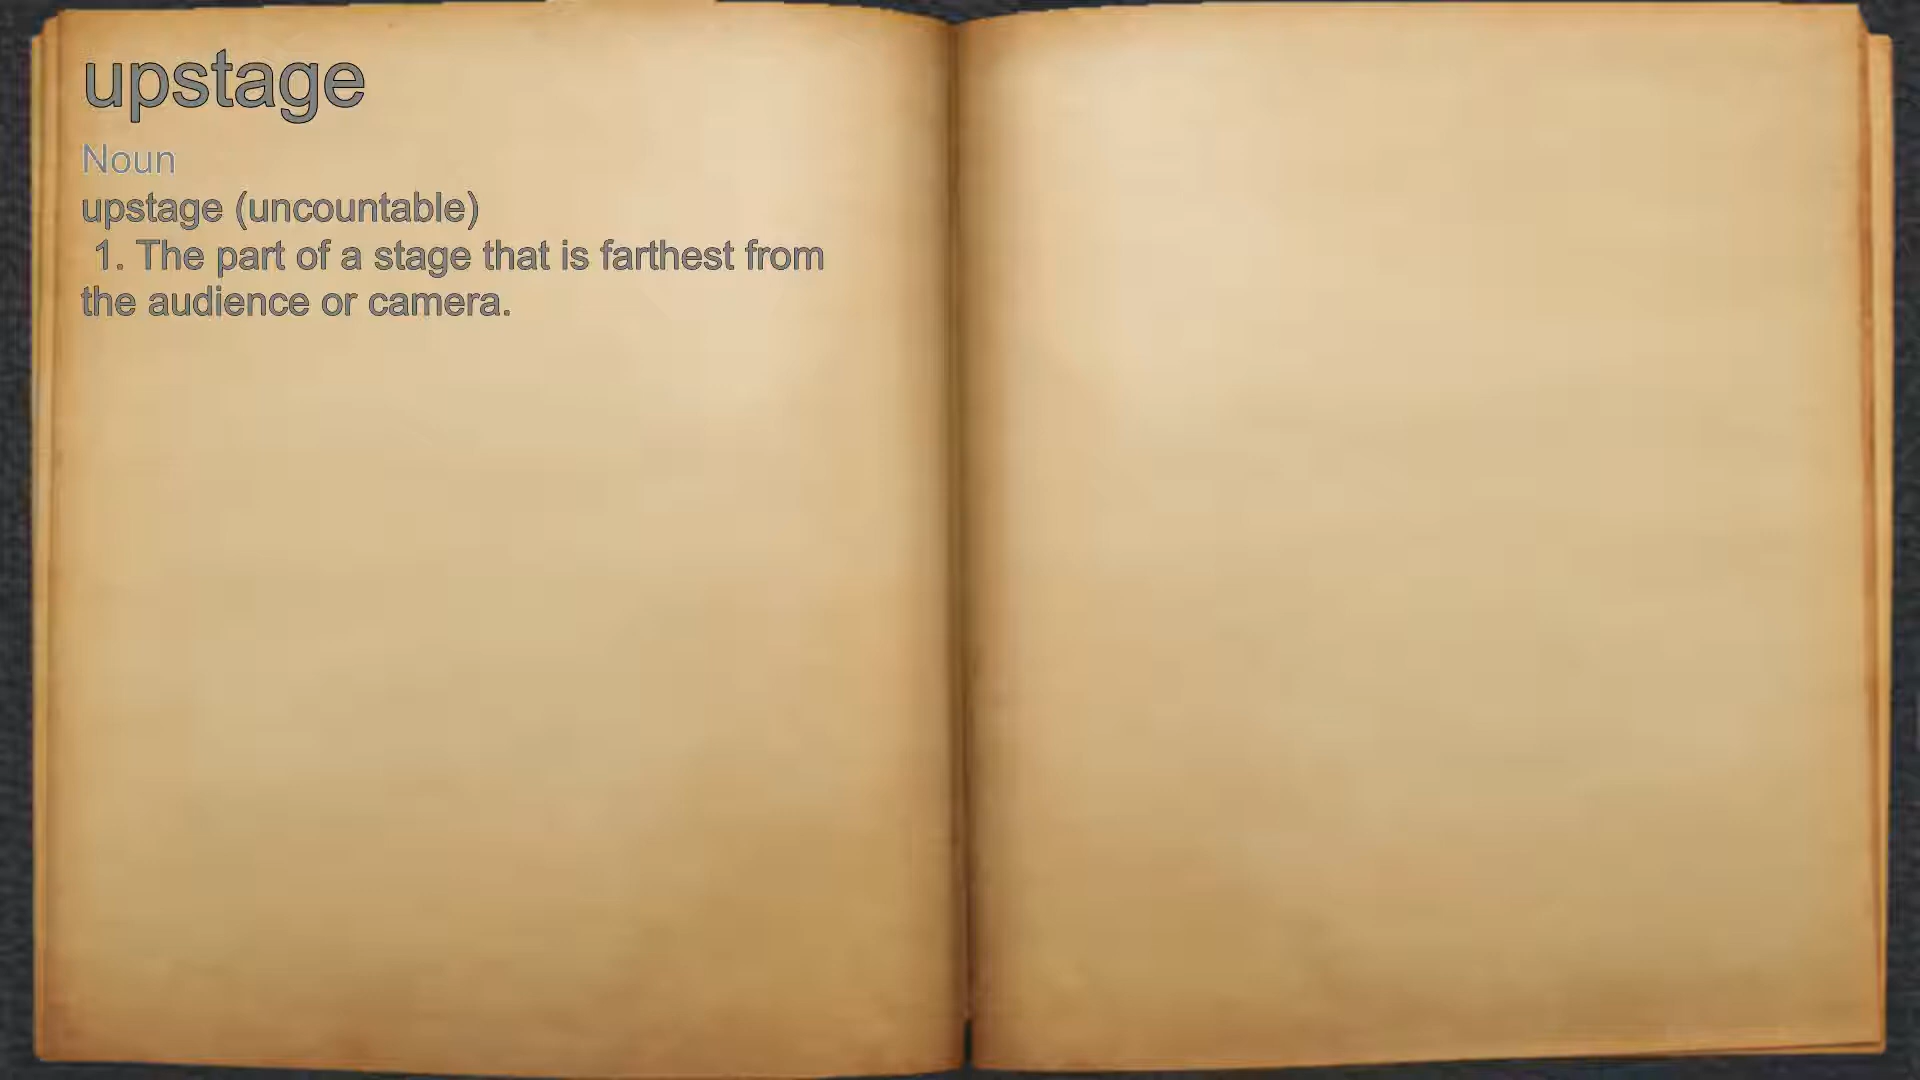 upstage
Noun
upstage (uncountable)
1. The part of a stage that is farthest from
the audience or camera.